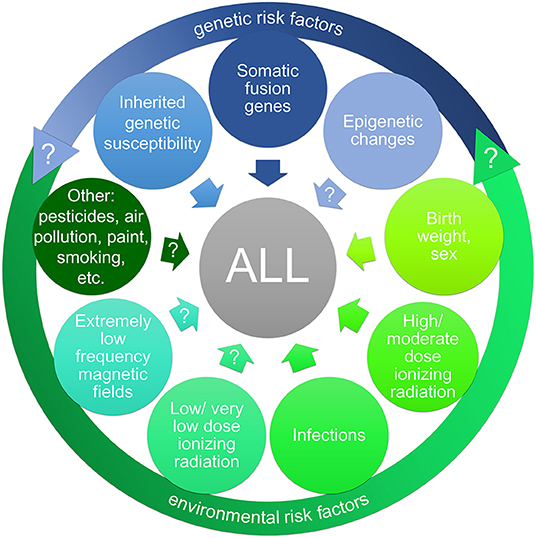 genetic risk factors
Somatic
fusion
genes
Inherited
genetic
susceptibility
Epigenetic
changes
?
?
Other:
pesticides, air
pollution, paint,
smoking,
etc.
?
?
ALL
Birth
weight,
sex
Extremely
low
frequency
magnetic
fields
?
High/
moderate
dose
ionizing
radiation
?
Low/ very
low dose
ionizing
radiation
Infections
environmental risk factors